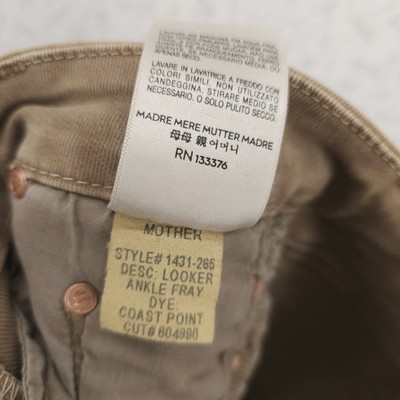 APENAS SECO.
LAVARE IN LAVATRICE A FREDDO CON
COLORI SIMILI. NON UTILIZZATO
CANDEGGINA. STIRARE MEDIO SE
NECESSARIO. O SOLO PULITO SECCO.
MADRE MERE MUTTER MADRE
母母 親 어머니
RN 133376
MOTHER
STYLE# 1431-265
DESC: LOOKER
ANKLE FRAY
DYE:
COAST POINT
CUT# 604990